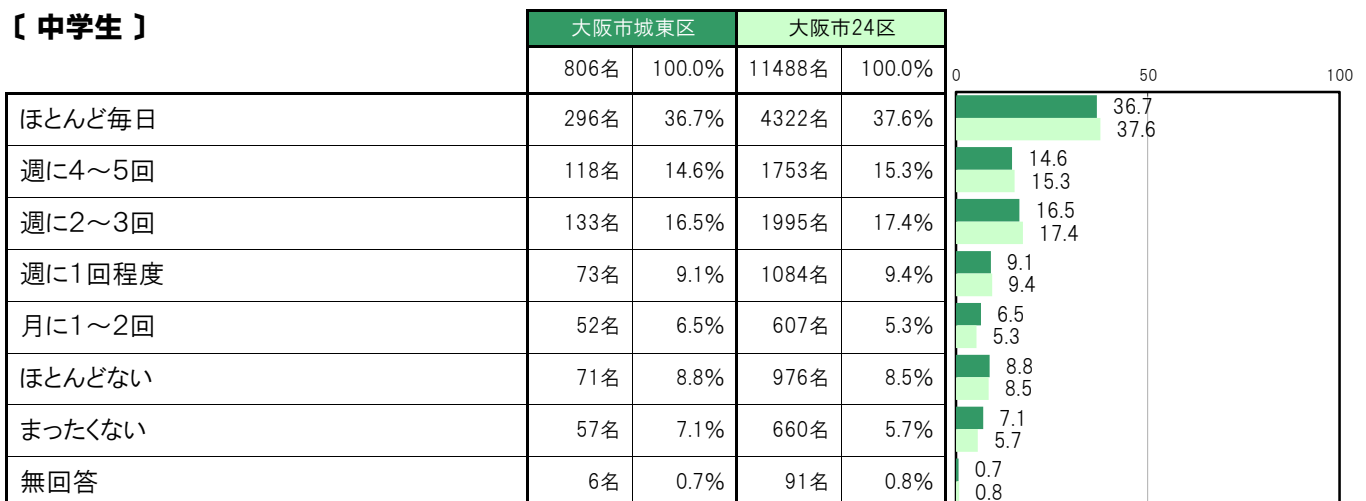 〔 中学生 〕
大阪市城東区 大阪市24区
806名 100.0% 11488名 100.0%
0 50 100
ほとんど毎日 296名 36.7% 4322名 37.6% 36.7
37.6
週に4～5回 118名 14.6% 1753名 15.3% 14.6
15.3
週に2～3回 133名 16.5% 1995名 17.4% 16.5
17.4
週に1回程度 73名 9.1% 1084名 9.4% 9.1
9.4
月に1～2回 52名 6.5% 607名 5.3% 6.5
5.3
ほとんどない 71名 8.8% 976名 8.5% 8.8
8.5
まったくない 57名 7.1% 660名 5.7% 7.1
5.7
無回答 6名 0.7% 91名 0.8% 0.7
0.8